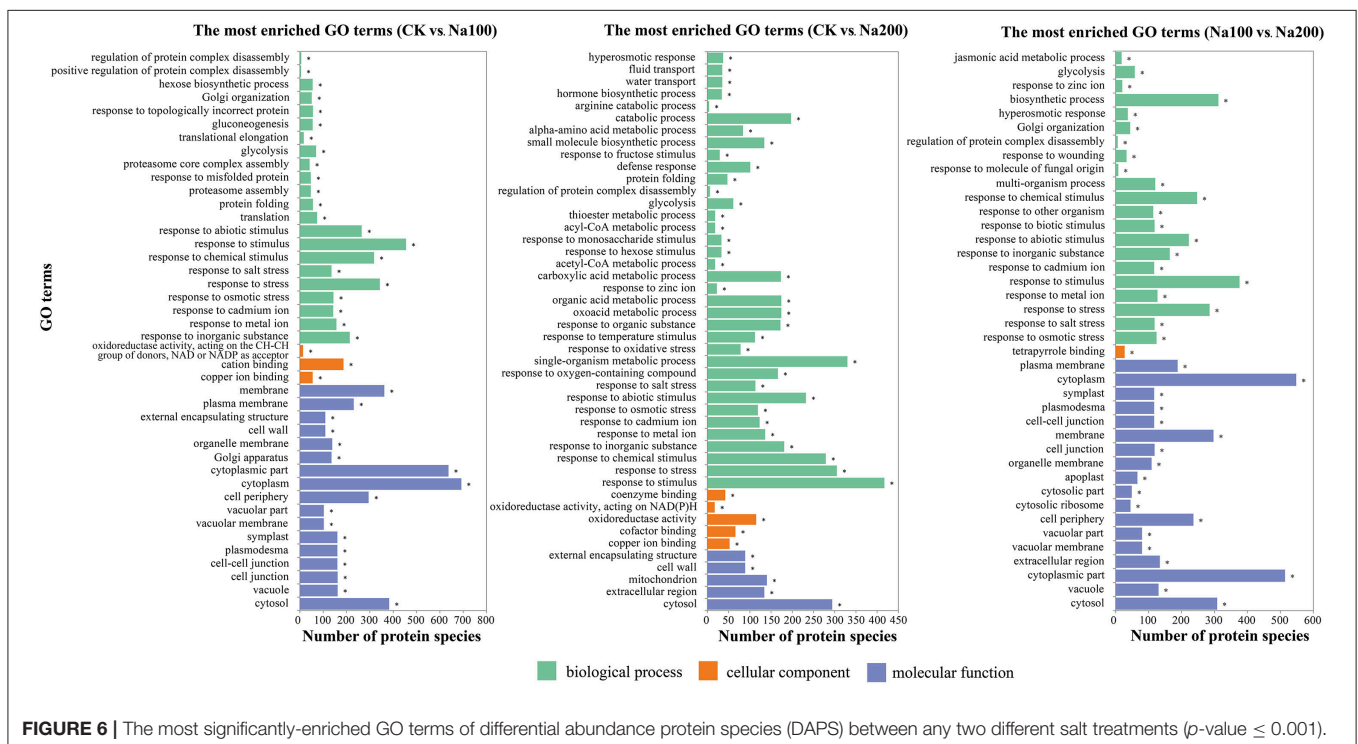 The most enriched GO terms (CK vs. Na100)
regulation of protein complex disassembly
positive regulation of protein complex disassembly
hexose biosynthetic process
Golgi organization
response to topologically incorrect protein
gluconeogenesis
translational elongation
glycolysis
proteasome core complex assembly
response to misfolded protein
proteasome assembly
protein folding
translation
response to abiotic stimulus
response to stimulus
response to chemical stimulus
response to salt stress
response to stress
response to osmotic stress
response to cadmium ion
response to metal ion
response to inorganic substance
oxidoreductase activity, acting on the CH-CH
group of donors, NAD or NADP as acceptor
cation binding
copper ion binding
membrane
plasma membrane
external encapsulating structure
cell wall
organelle membrane
Golgi apparatus
cytoplasmic part
cytoplasm
cell periphery
vacuolar part
vacuolar membrane
symplast
plasmodesma
cell-cell junction
cell junction
vacuole
cytosol
GO terms
0 100 200 300 400 500 600 700 800
Number of protein species
The most enriched GO terms (CK vs. Na200)
hyperosmotic response
fluid transport
water transport
hormone biosynthetic process
arginine catabolic process
catabolic process
alpha-amino acid metabolic process
small molecule biosynthetic process
response to fructose stimulus
defense response
protein folding
regulation of protein complex disassembly
glycolysis
thioester metabolic process
acyl-CoA metabolic process
response to monosaccharide stimulus
response to hexose stimulus
acetyl-CoA metabolic process
carboxylic acid metabolic process
response to zinc ion
organic acid metabolic process
oxoacid metabolic process
response to organic substance
response to temperature stimulus
response to oxidative stress
single-organism metabolic process
response to oxygen-containing compound
response to salt stress
response to abiotic stimulus
response to osmotic stress
response to cadmium ion
response to metal ion
response to inorganic substance
response to chemical stimulus
response to stress
response to stimulus
coenzyme binding
oxidoreductase activity, acting on NAD(P)H
oxidoreductase activity
cofactor binding
copper ion binding
external encapsulating structure
cell wall
mitochondrion
extracellular region
cytosol
0 50 100 150 200 250 300 350 400 450
Number of protein species
The most enriched GO terms (Na100 vs. Na200)
jasmonic acid metabolic process
glycolysis
response to zinc ion
biosynthetic process
hyperosmotic response
Golgi organization
regulation of protein complex disassembly
response to wounding
response to molecule of fungal origin
multi-organism process
response to chemical stimulus
response to other organism
response to biotic stimulus
response to abiotic stimulus
response to inorganic substance
response to cadmium ion
response to stimulus
response to metal ion
response to stress
response to salt stress
response to osmotic stress
tetrapyrrole binding
plasma membrane
cytoplasm
symplast
plasmodesma
cell-cell junction
membrane
cell junction
organelle membrane
apoplast
cytosolic part
cytosolic ribosome
cell periphery
vacuolar part
vacuolar membrane
extracellular region
cytoplasmic part
vacuole
cytosol
0 100 200 300 400 500 600
Number of protein species
biological process cellular component molecular function
FIGURE 6 | The most significantly-enriched GO terms of differential abundance protein species (DAPS) between any two different salt treatments (p-value ≤ 0.001).